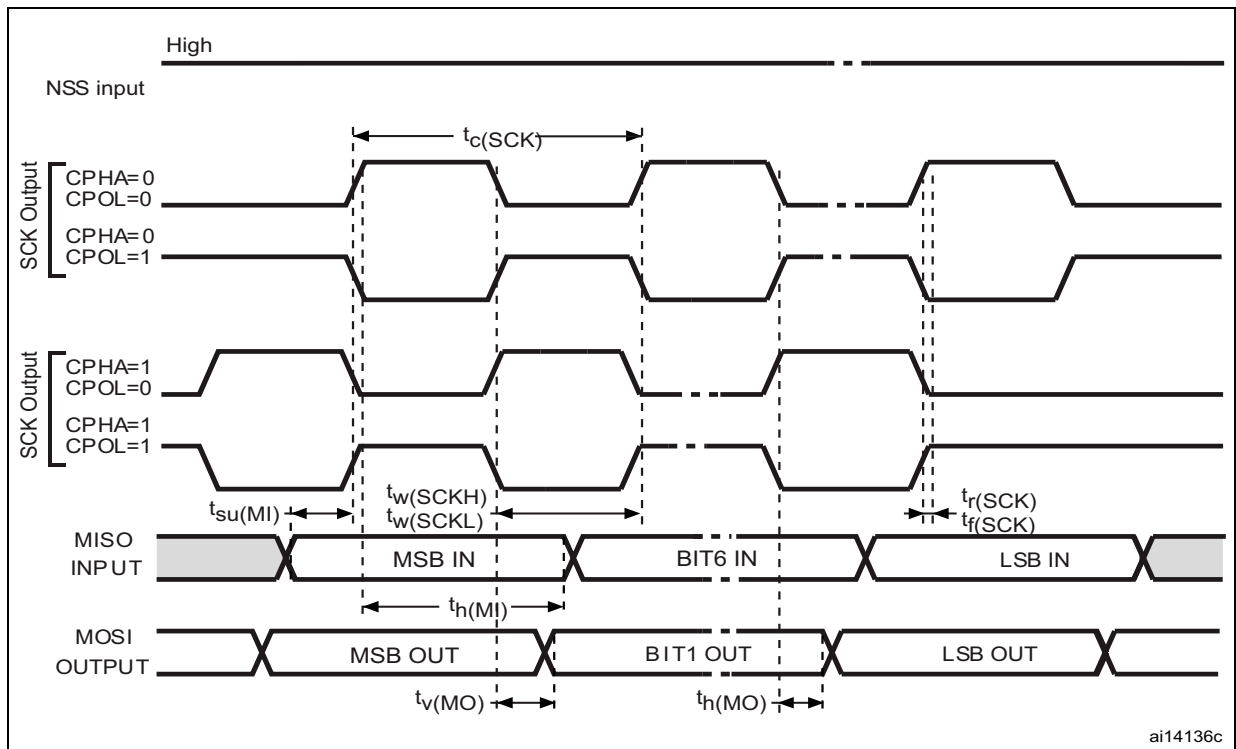 High
NSS input
tc(SCK)
SCK Output
CPHA=0
CPOL=0
CPHA=0
CPOL=1
SCK Output
CPHA=1
CPOL=0
CPHA=1
CPOL=1
tsu(MI)
tw(SCKH)
tw(SCKL)
tr(SCK)
tf(SCK)
MISO
INPUT
MSB IN
BIT6 IN
LSB IN
th(MI)
MOSI
OUTPUT
MSB OUT
BIT1 OUT
LSB OUT
tv(MO)
th(MO)
ai14136c